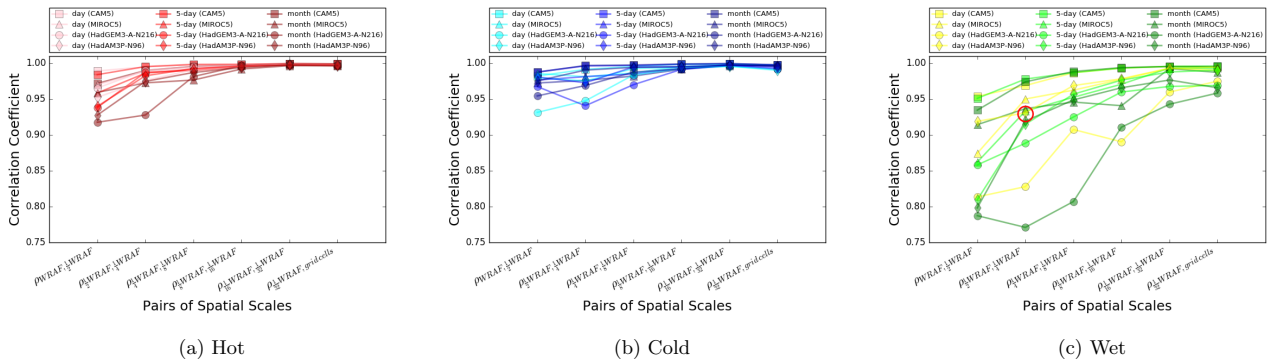 day (CAM5) 5-day (CAM5) month (CAM5)
day (MIROC5) 5-day (MIROC5) month (MIROC5)
day (HadGEM3-A-N216) 5-day (HadGEM3-A-N216) month (HadGEM3-A-N216)
day (HadAM3P-N96) 5-day (HadAM3P-N96) month (HadAM3P-N96)
1.00
0.95
0.90
0.85
0.80
0.75
Correlation Coefficient
Pairs of Spatial Scales
(a) Hot
day (CAM5) 5-day (CAM5) month (CAM5)
day (MIROC5) 5-day (MIROC5) month (MIROC5)
day (HadGEM3-A-N216) 5-day (HadGEM3-A-N216) month (HadGEM3-A-N216)
day (HadAM3P-N96) 5-day (HadAM3P-N96) month (HadAM3P-N96)
1.00
0.95
0.90
0.85
0.80
0.75
Correlation Coefficient
Pairs of Spatial Scales
(b) Cold
day (CAM5) 5-day (CAM5) month (CAM5)
day (MIROC5) 5-day (MIROC5) month (MIROC5)
day (HadGEM3-A-N216) 5-day (HadGEM3-A-N216) month (HadGEM3-A-N216)
day (HadAM3P-N96) 5-day (HadAM3P-N96) month (HadAM3P-N96)
1.00
0.95
0.90
0.85
0.80
0.75
Correlation Coefficient
Pairs of Spatial Scales
(c) Wet